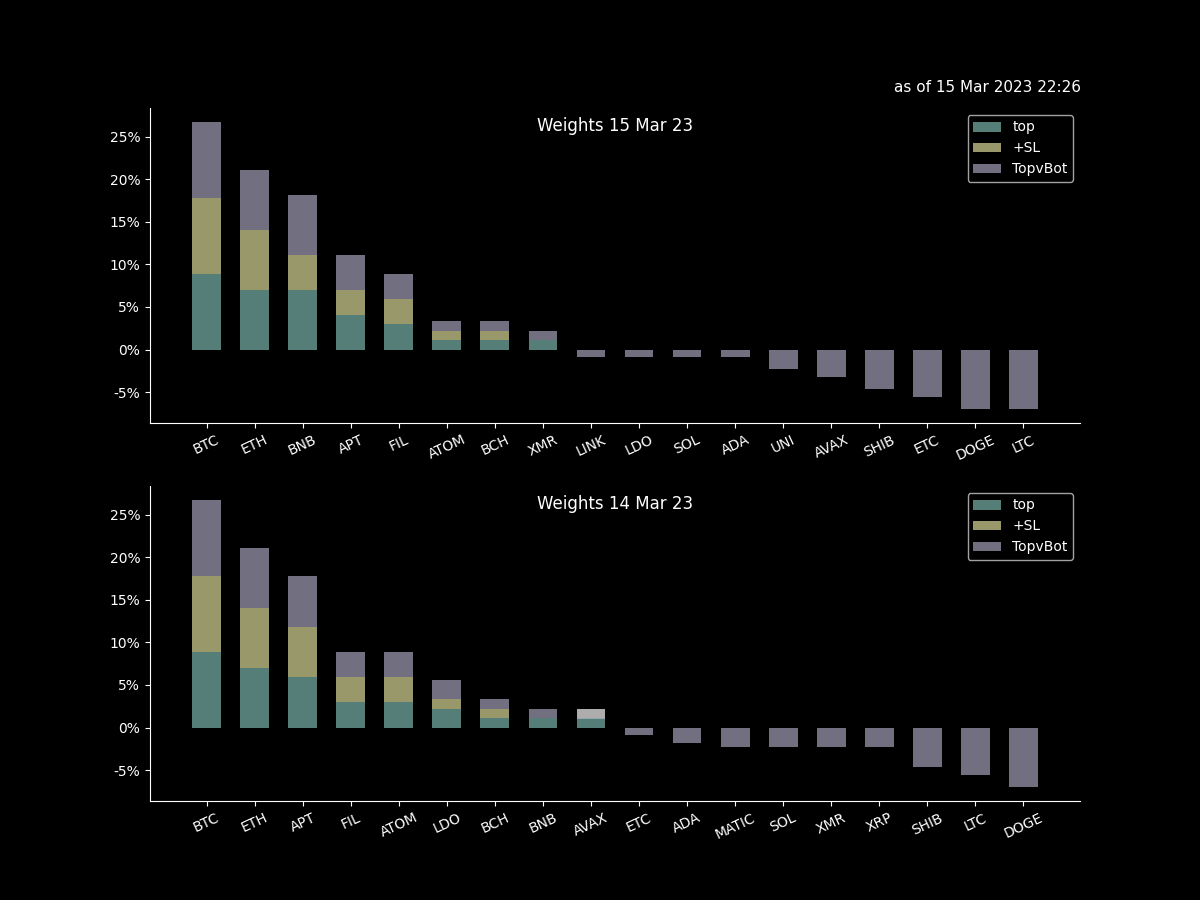 as of 15 Mar 2023 22:26
Weights 15 Mar 23
top
+SL
TopvBot
25%
20%
15%
10%
5%
0%
-5%
BTC ETH BNB APT FIL ATOM BCH XMR LINK LDO SOL ADA UNI AVAX SHIB ETC DOGE LTC
Weights 14 Mar 23
top
+SL
TopvBot
25%
20%
15%
10%
5%
0%
-5%
BTC ETH APT FIL ATOM LDO BCH BNB AVAX ETC ADA MATIC SOL XMR XRP SHIB LTC DOGE